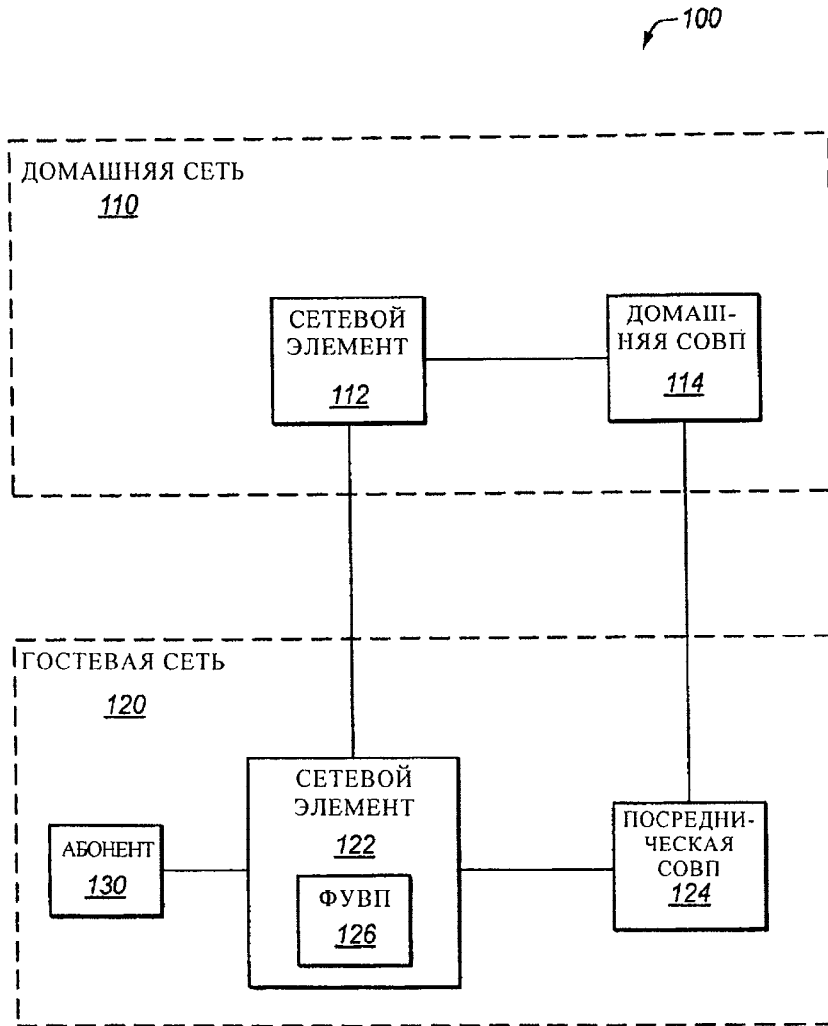 100
ДОМАШНЯЯ СЕТЬ
110
СЕТЕВОЙ
ЭЛЕМЕНТ
112
ДОМАШ-
НЯЯ СОВП
114
ГОСТЕВАЯ СЕТЬ
120
СЕТЕВОЙ
ЭЛЕМЕНТ
122
ФУВП
126
АБОНЕНТ
130
ПОСРЕДНИ-
ЧЕСКАЯ
СОВП
124